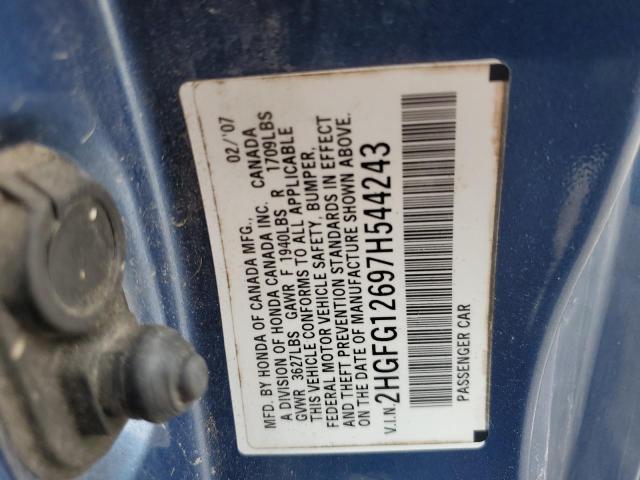 MFD. BY HONDA OF CANADA MFG., 02/'07
A DIVISION OF HONDA CANADA INC. CANADA
GVWR 3627LBS GAWR F 1940LBS R 1709LBS
THIS VEHICLE CONFORMS TO ALL APPLICABLE
FEDERAL MOTOR VEHICLE SAFETY, BUMPER,
AND THEFT PREVENTION STANDARDS IN EFFECT
ON THE DATE OF MANUFACTURE SHOWN ABOVE.
V.I.N. 2HGFG12697H544243
PASSENGER CAR